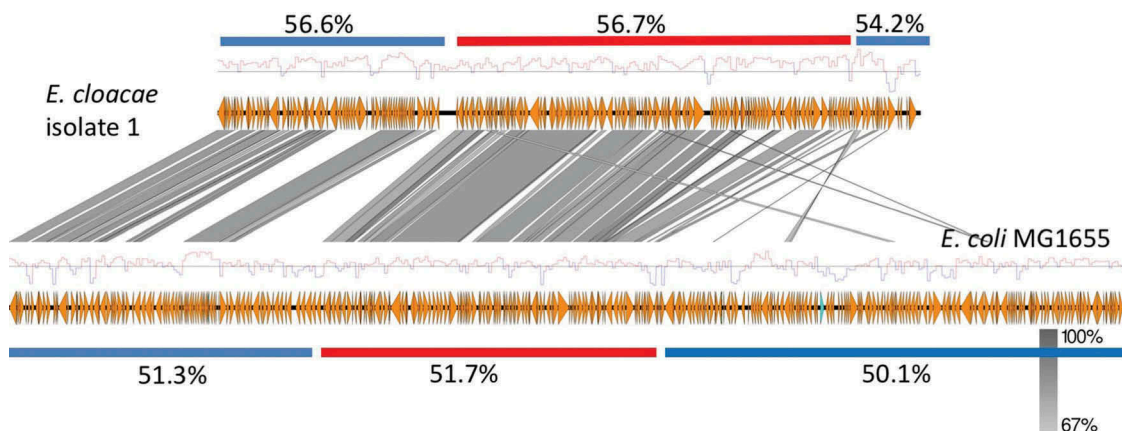 56.6%
56.7%
54.2%
E. cloacae
isolate 1
E. coli MG1655
100%
67%
51.3%
51.7%
50.1%